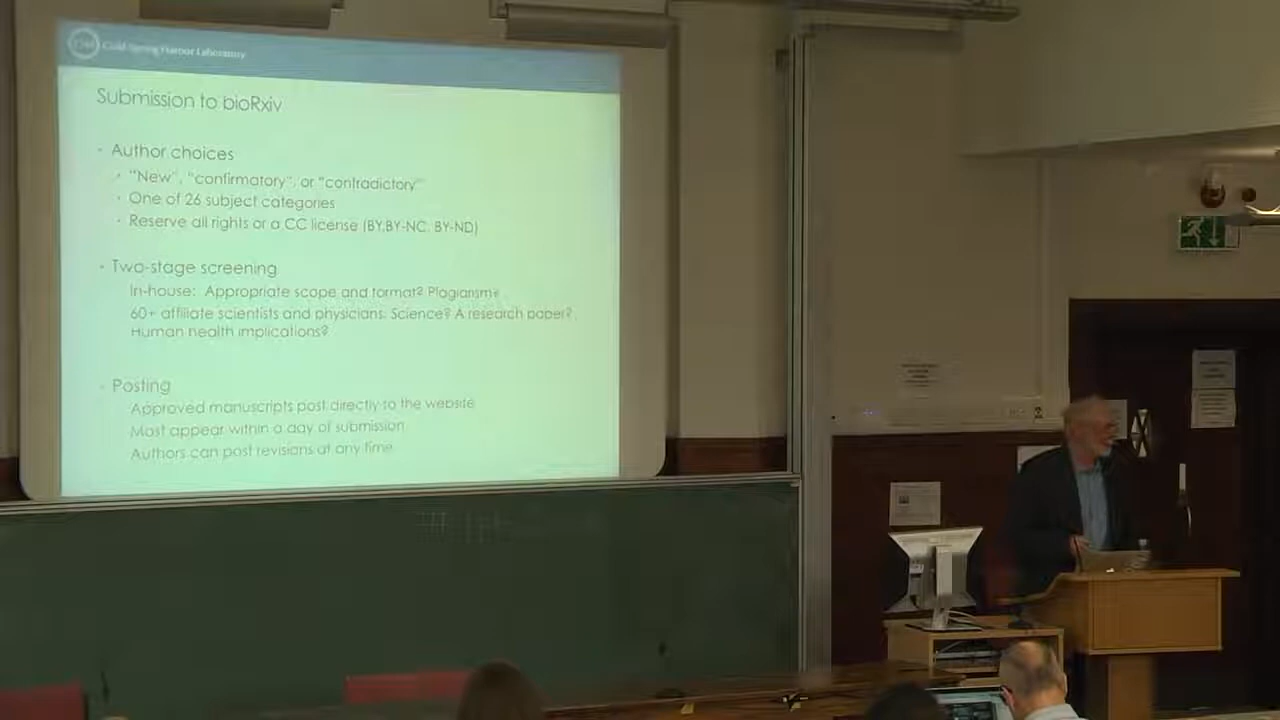 Cold Spring Harbor Laboratory
Submission to bioRxiv
Author choices
"New", "confirmatory", or "contradictory"
One of 26 subject categories
Reserve all rights or a CC license (BY,BY-NC, BY-ND)
Two-stage screening
In-house: Appropriate scope and format? Plagiarism?
60+ affiliate scientists and physicians: Science? A research paper?
Human health implications?
Posting
Approved manuscripts post directly to the website
Most appear within a day of submission
Authors can post revisions at any time